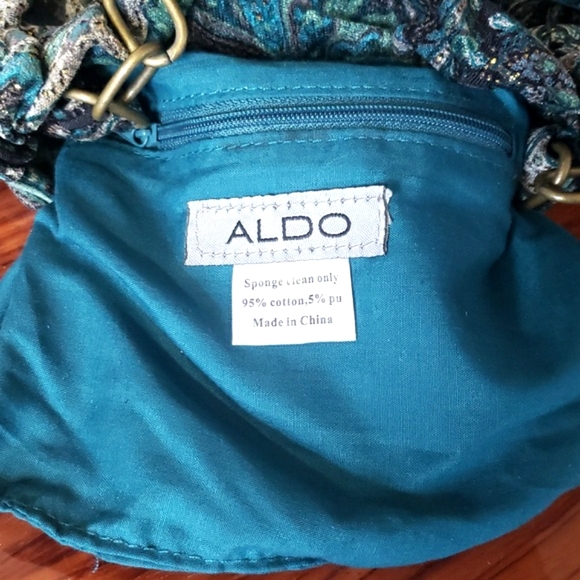 ALDO
Sponge clean only
95% cotton.5% pu
Made in China